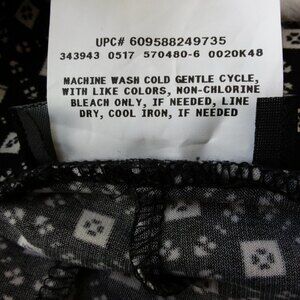 UPC# 609588249735
343943 0517 570480-6 0020K48
MACHINE WASH COLD GENTLE CYCLE,
WITH LIKE COLORS, NON-CHLORINE
BLEACH ONLY, IF NEEDED, LINE
DRY, COOL IRON, IF NEEDED